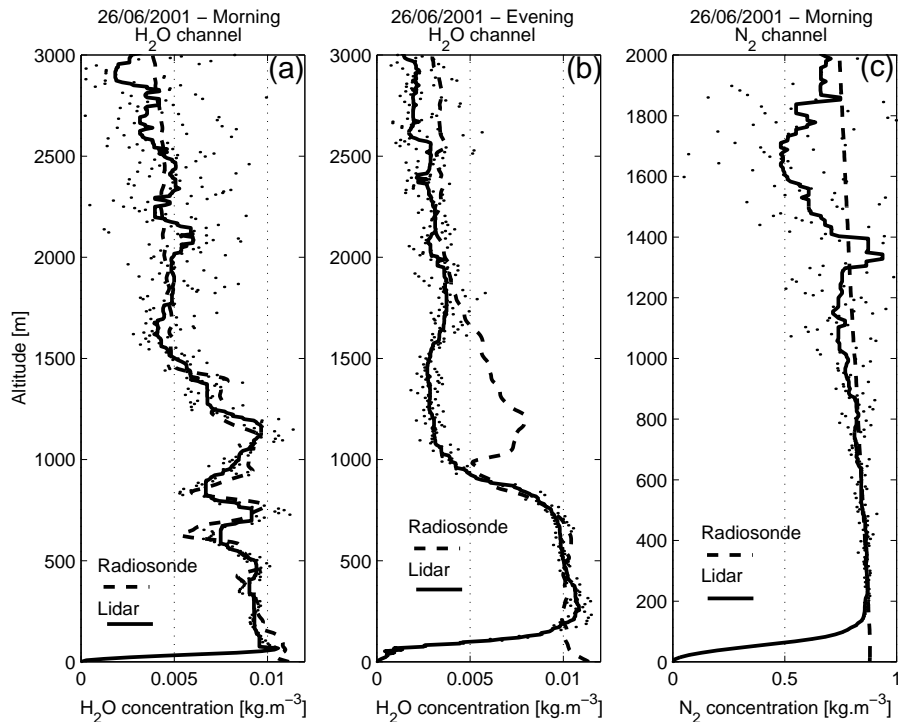 26/06/2001 – Morning
H2O channel
26/06/2001 – Evening
H2O channel
26/06/2001 – Morning
N2 channel
(a)
(b)
(c)
3000
2500
2000
1500
1000
500
0
Altitude [m]
Radiosonde
Lidar
0 0.005 0.01
H2O concentration [kg.m−3]
3000
2500
2000
1500
1000
500
0
Radiosonde
Lidar
0 0.005 0.01
H2O concentration [kg.m−3]
2000
1800
1600
1400
1200
1000
800
600
400
200
0
Radiosonde
Lidar
0 0.5 1
N2 concentration [kg.m−3]